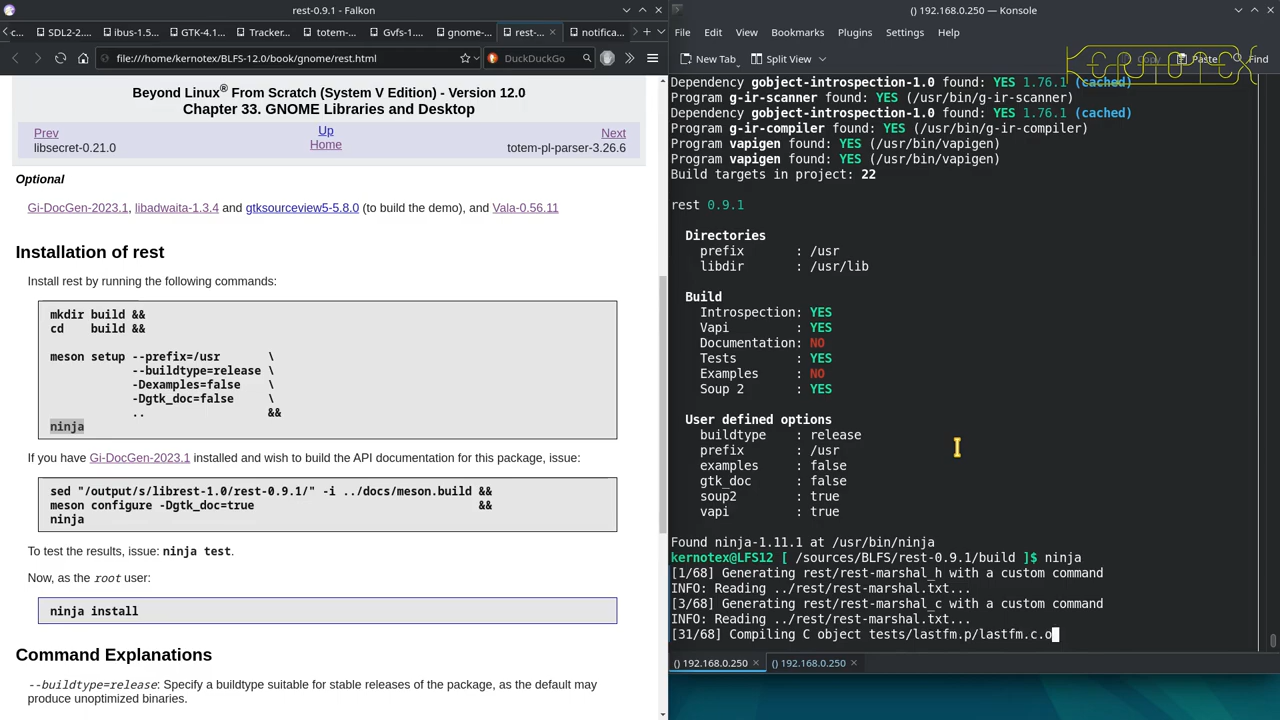 rest-0.9.1 - Falkon
c...
SDL2-2....
ibus-1.5...
GTK-4.1...
Tracker...
totem-...
Gvfs-1....
gnome-...
rest-...
notifica...
file:///home/kernotex/BLFS-12.0/book/gnome/rest.html
DuckDuckGo
Beyond Linux® From Scratch (System V Edition) - Version 12.0
Chapter 33. GNOME Libraries and Desktop
Prev
Up
Next
libsecret-0.21.0
Home
totem-pl-parser-3.26.6
Optional
Gi-DocGen-2023.1, libadwaita-1.3.4 and gtksourceview5-5.8.0 (to build the demo), and Vala-0.56.11
Installation of rest
Install rest by running the following commands:
mkdir build &&
cd    build &&
meson setup --prefix=/usr       \
            --buildtype=release \
            -Dexamples=false    \
            -Dgtk_doc=false     \
            ..                  &&
ninja
If you have Gi-DocGen-2023.1 installed and wish to build the API documentation for this package, issue:
sed "/output/s/librest-1.0/rest-0.9.1/" -i ../docs/meson.build &&
meson configure -Dgtk_doc=true                                 &&
ninja
To test the results, issue: ninja test.
Now, as the root user:
ninja install
Command Explanations
--buildtype=release: Specify a buildtype suitable for stable releases of the package, as the default may
produce unoptimized binaries.
() 192.168.0.250 — Konsole
File Edit View Bookmarks Plugins Settings Help
New Tab
Split View
Copy
Paste
Find
Kernotex
Dependency gobject-introspection-1.0 found: YES 1.76.1 (cached)
Program g-ir-scanner found: YES (/usr/bin/g-ir-scanner)
Dependency gobject-introspection-1.0 found: YES 1.76.1 (cached)
Program g-ir-compiler found: YES (/usr/bin/g-ir-compiler)
Program vapigen found: YES (/usr/bin/vapigen)
Program vapigen found: YES (/usr/bin/vapigen)
Build targets in project: 22
rest 0.9.1
Directories
prefix : /usr
libdir : /usr/lib
Build
Introspection: YES
Vapi : YES
Documentation: NO
Tests : YES
Examples : NO
Soup 2 : YES
User defined options
buildtype : release
prefix : /usr
examples : false
gtk_doc : false
soup2 : true
vapi : true
Found ninja-1.11.1 at /usr/bin/ninja
kernotex@LFS12 [ /sources/BLFS/rest-0.9.1/build ]$ ninja
[1/68] Generating rest/rest-marshal_h with a custom command
INFO: Reading ../rest/rest-marshal.txt...
[3/68] Generating rest/rest-marshal_c with a custom command
INFO: Reading ../rest/rest-marshal.txt...
[31/68] Compiling C object tests/lastfm.p/lastfm.c.o
() 192.168.0.250
() 192.168.0.250